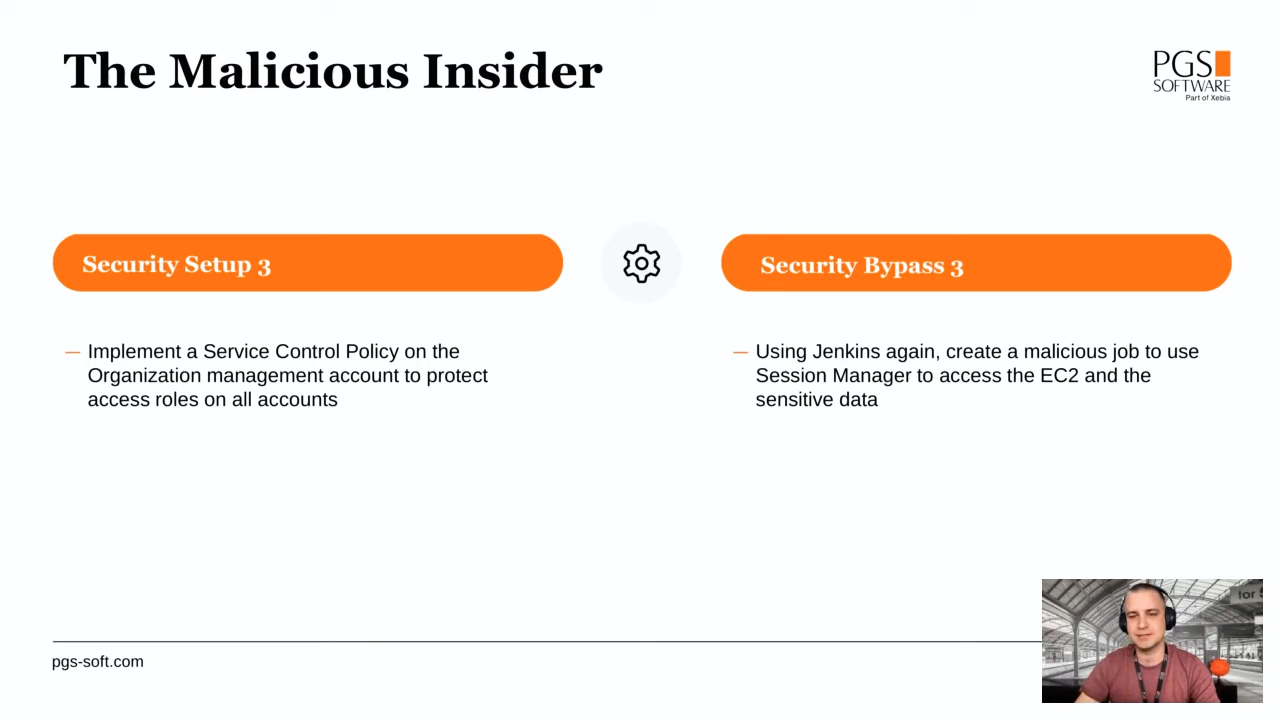 The Malicious Insider
PGS
SOFTWARE
Part of Xebia
Security Setup 3
Security Bypass 3
— Implement a Service Control Policy on the
Organization management account to protect
access roles on all accounts
— Using Jenkins again, create a malicious job to use
Session Manager to access the EC2 and the
sensitive data
for
pgs-soft.com